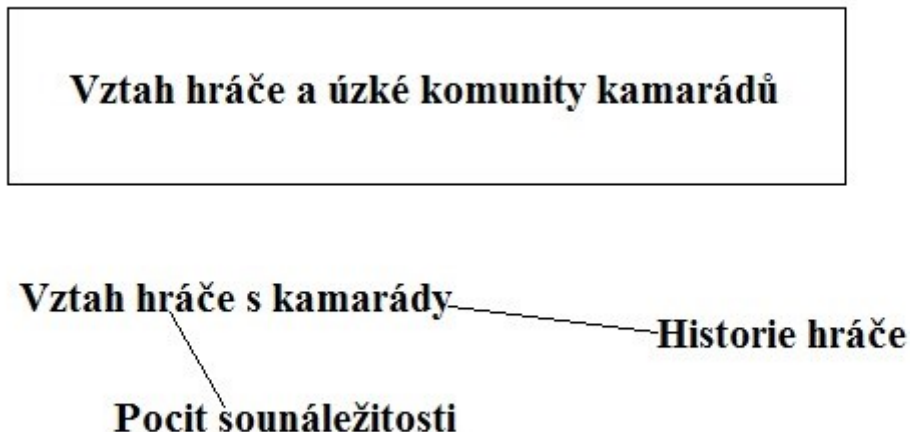 Vztah hráče a úzké komunity kamarádů
Vztah hráče s kamarády
Historie hráče
Pocit sounáležitosti